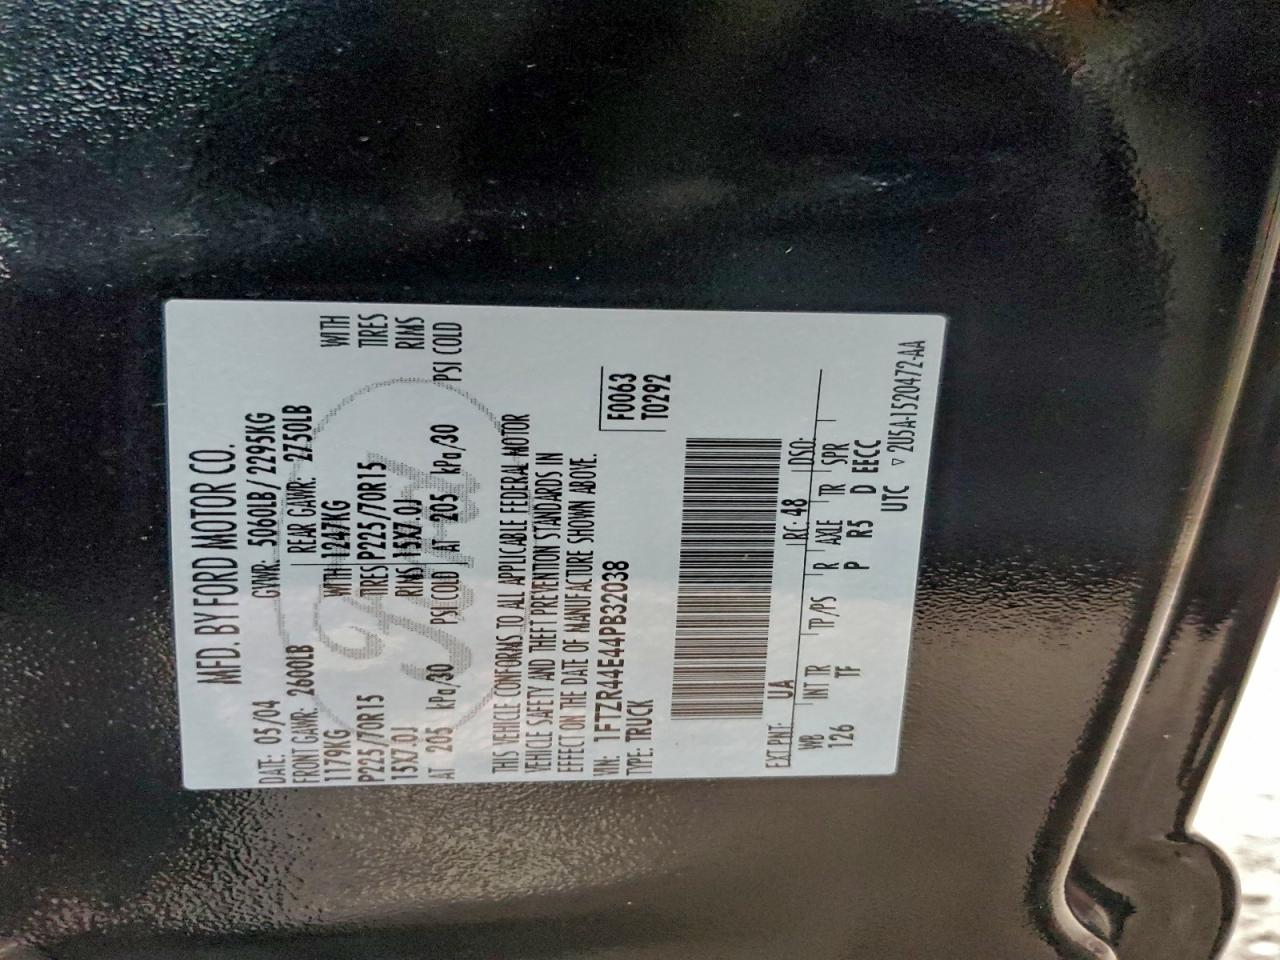 MFD. BY FORD MOTOR CO.
DATE: 05/04 GVWR: 5060LB/2295KG
FRONT GAWR: 2600LB REAR GAWR: 2750LB
1179KG WITH 1247KG WITH
P225/70R15 TIRES P225/70R15 TIRES
15X7.0J RIMS 15X7.0J RIMS
AT 205 kPa/30 PSI COLD AT 205 kPa/30 PSI COLD
THIS VEHICLE CONFORMS TO ALL APPLICABLE FEDERAL MOTOR
VEHICLE SAFETY AND THEFT PREVENTION STANDARDS IN
EFFECT ON THE DATE OF MANUFACTURE SHOWN ABOVE.
VIN: 1FTZR44E44PB32038 F0063
TYPE: TRUCK T0292
EXT PNT: UA RC: 48 DSO:
WB INT TR TP/PS R AXLE TR SPR
126 TF P R5 D EECC
UTC ▽ 2U5A-1520472-AA
Ford